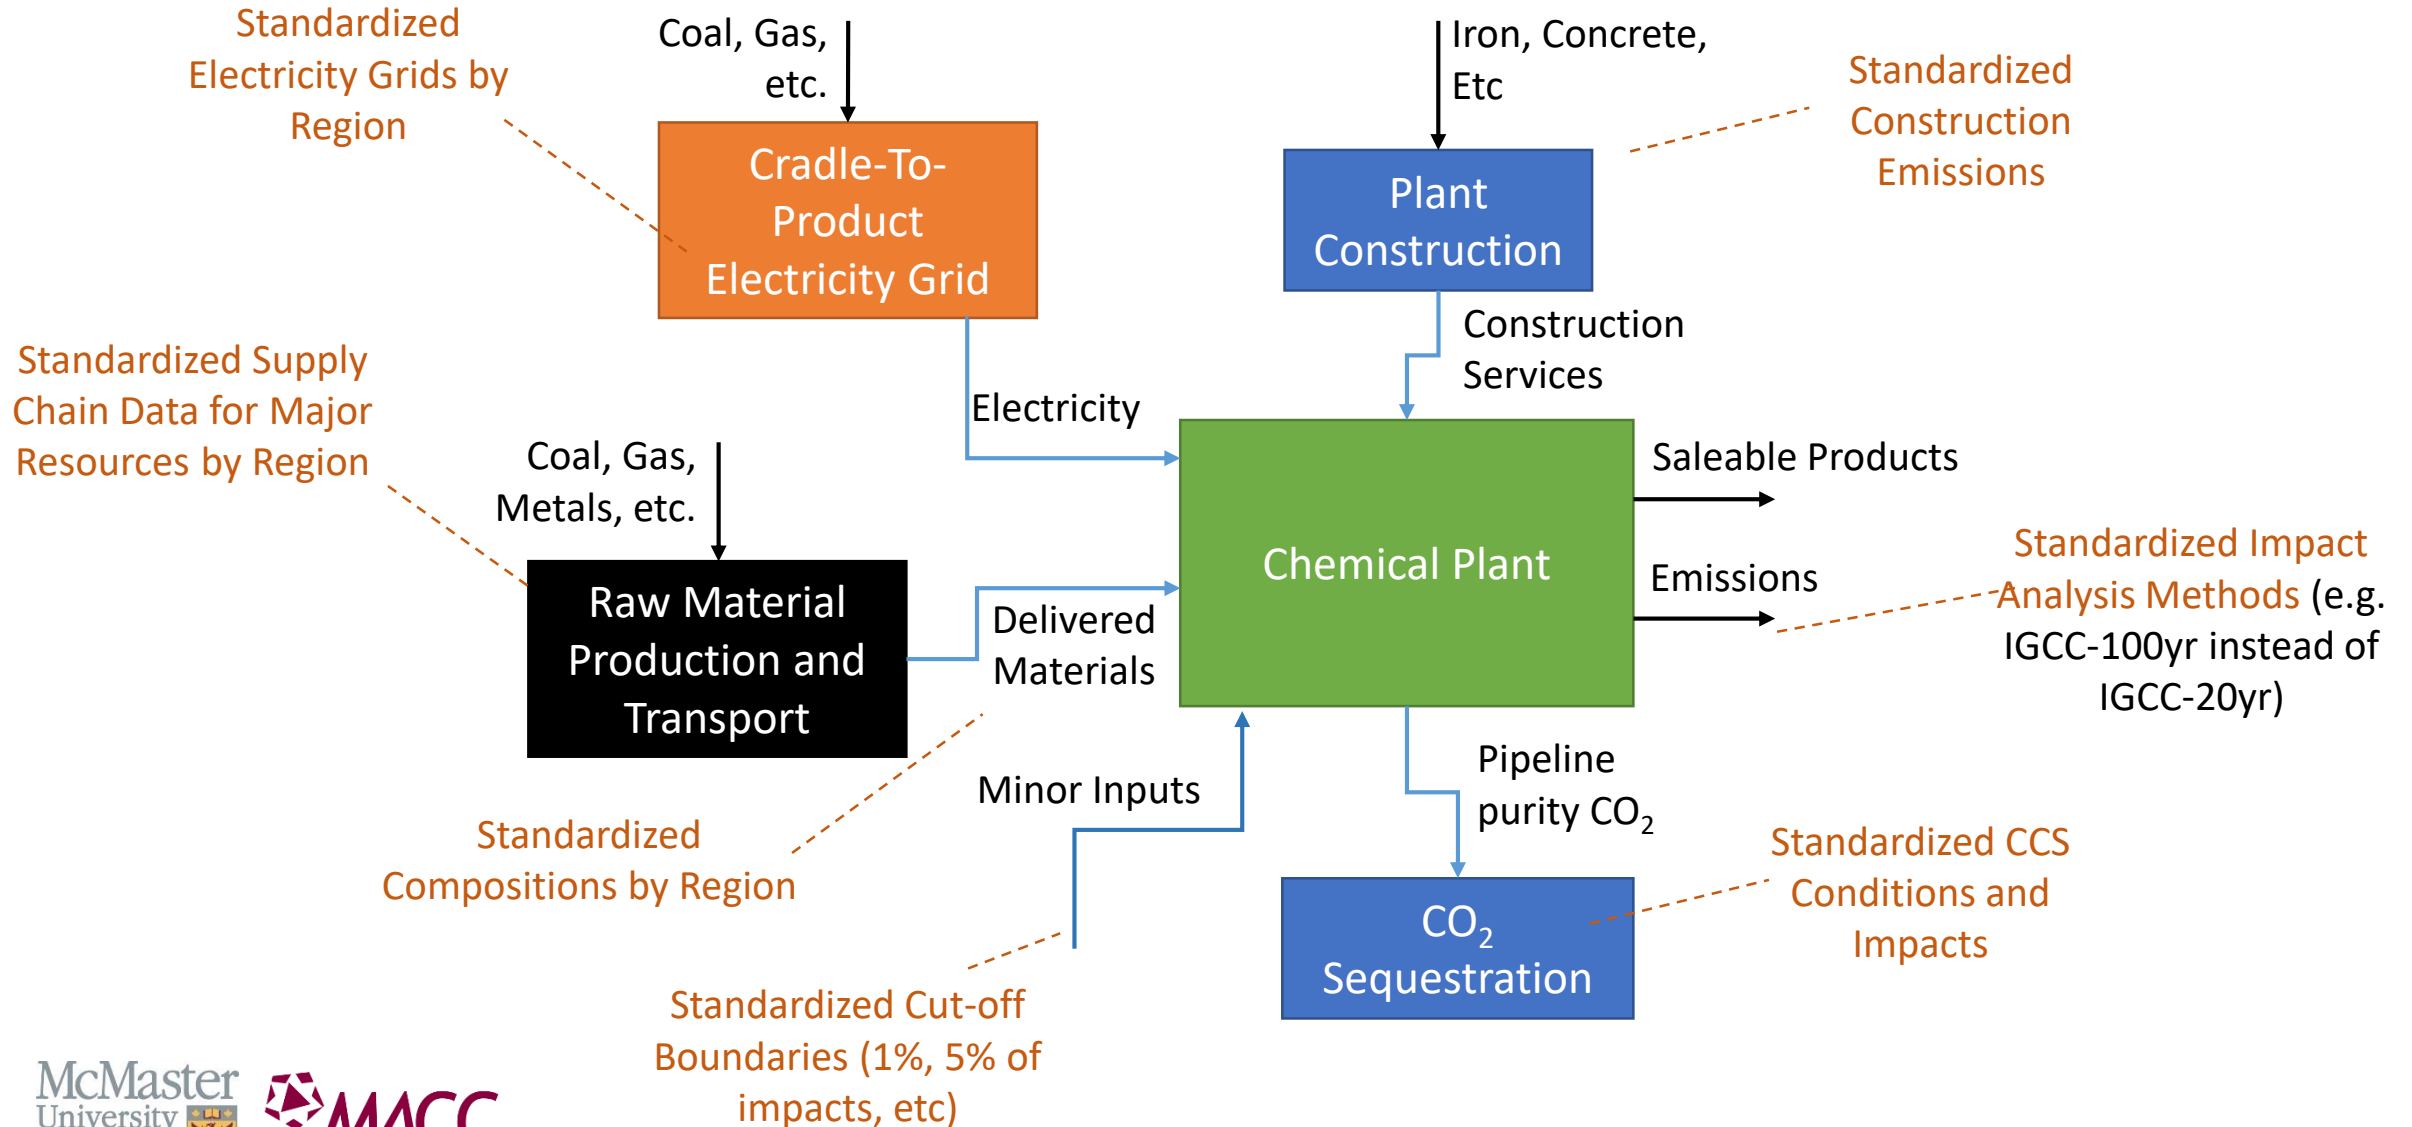 Standardized
Electricity Grids by
Region
Coal, Gas,
etc.
Iron, Concrete,
Etc
Standardized
Construction
Emissions
Cradle-To-
Product
Electricity Grid
Plant
Construction
Construction
Services
Standardized Supply
Chain Data for Major
Resources by Region
Electricity
Coal, Gas,
Metals, etc.
Saleable Products
Chemical Plant
Emissions
Standardized Impact
Analysis Methods (e.g.
IGCC-100yr instead of
IGCC-20yr)
Raw Material
Production and
Transport
Delivered
Materials
Minor Inputs
Pipeline
purity CO₂
Standardized
Compositions by Region
Standardized CCS
Conditions and
Impacts
CO₂
Sequestration
Standardized Cut-off
Boundaries (1%, 5% of
impacts, etc)
McMaster
University
MACC